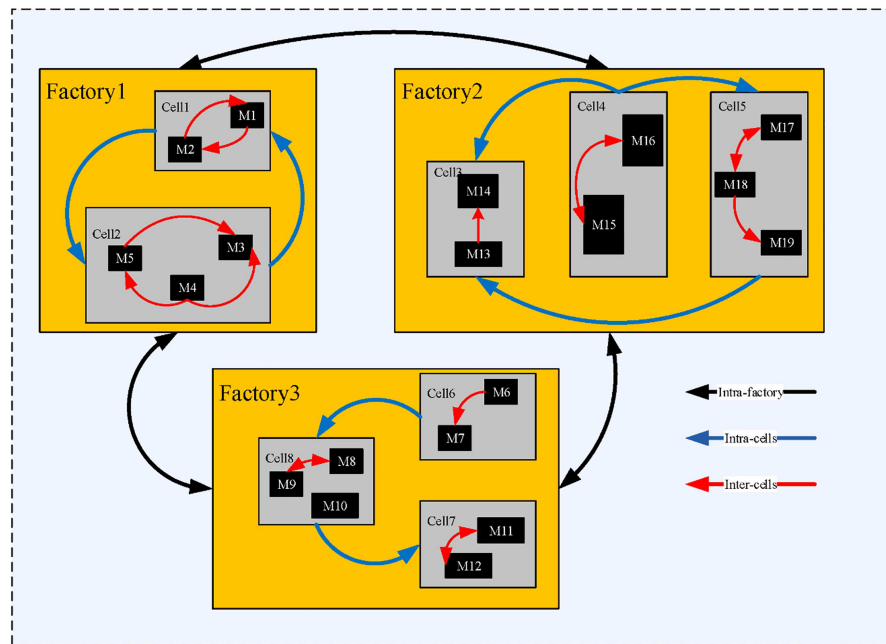 Factory1
Cell1
M1
M2
Cell2
M3
M5
M4
Factory2
Cell4
Cell5
M17
M16
Cell3
M14
M18
M15
M13
M19
Factory3
Cell6
M6
M7
Cell8
M8
M9
M10
Cell7
M11
M12
Intra-factory
Intra-cells
Inter-cells